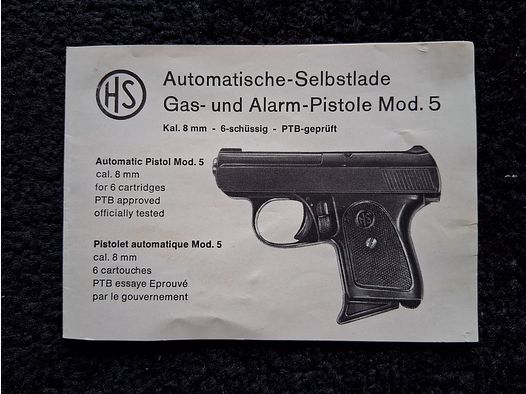 HS
Automatische-Selbstlade
Gas- und Alarm-Pistole Mod. 5
Kal. 8 mm - 6-schüssig - PTB-geprüft
Automatic Pistol Mod. 5
cal. 8 mm
for 6 cartridges
PTB approved
officially tested
Pistolet automatique Mod. 5
cal. 8 mm
6 cartouches
PTB essaye Eprouvé
par le gouvernement
HS